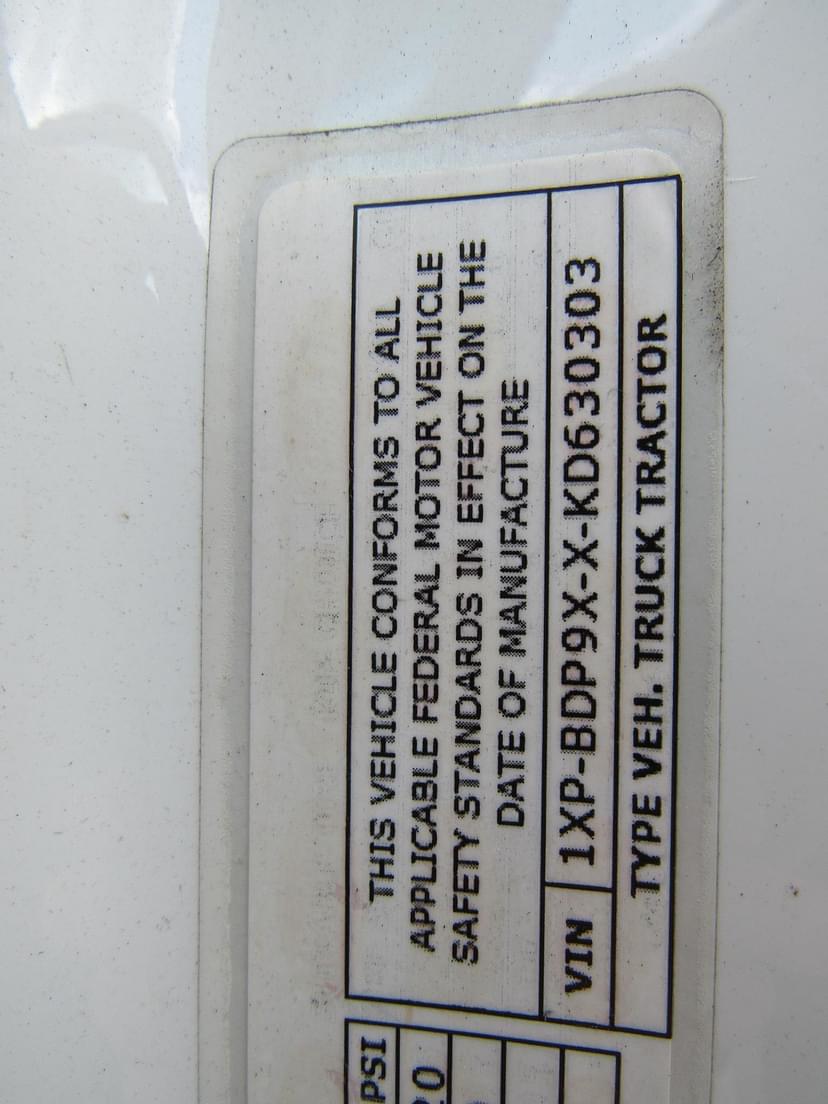 THIS VEHICLE CONFORMS TO ALL
APPLICABLE FEDERAL MOTOR VEHICLE
SAFETY STANDARDS IN EFFECT ON THE
DATE OF MANUFACTURE
VIN 1XP-BDP9X-X-KD630303
TYPE VEH. TRUCK TRACTOR
PSI